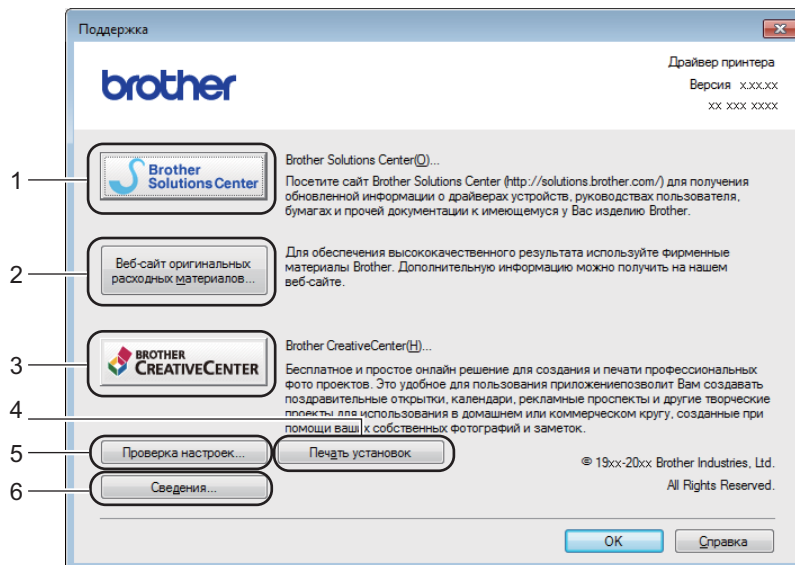 Поддержка
brother
Драйвер принтера
Версия x.xx.xx
xx xxx xxxx
1
Brother
Solutions Center
Brother Solutions Center(O)...
Посетите сайт Brother Solutions Center (http://solutions.brother.com/) для получения
обновленной информации о драйверах устройств, руководствах пользователя,
бумагах и прочей документации к имеющемуся у Вас изделию Brother.
2
Веб-сайт оригинальных
расходных материалов...
Для обеспечения высококачественного результата используйте фирменные
материалы Brother. Дополнительную информацию можно получить на нашем
веб-сайте.
3
BROTHER
CREATIVECENTER
Brother CreativeCenter(H)...
Бесплатное и простое онлайн решение для создания и печати профессиональных
фото проектов. Это удобное для пользования приложениепозволит Вам создавать
поздравительные открытки, календари, рекламные проспекты и другие творческие
проекты для использования в домашнем или коммерческом кругу, созданные при
помощи ваших собственных фотографий и заметок.
4
5
Проверка настроек...
Печать установок
© 19xx-20xx Brother Industries, Ltd.
6
Сведения...
All Rights Reserved.
OK
Справка